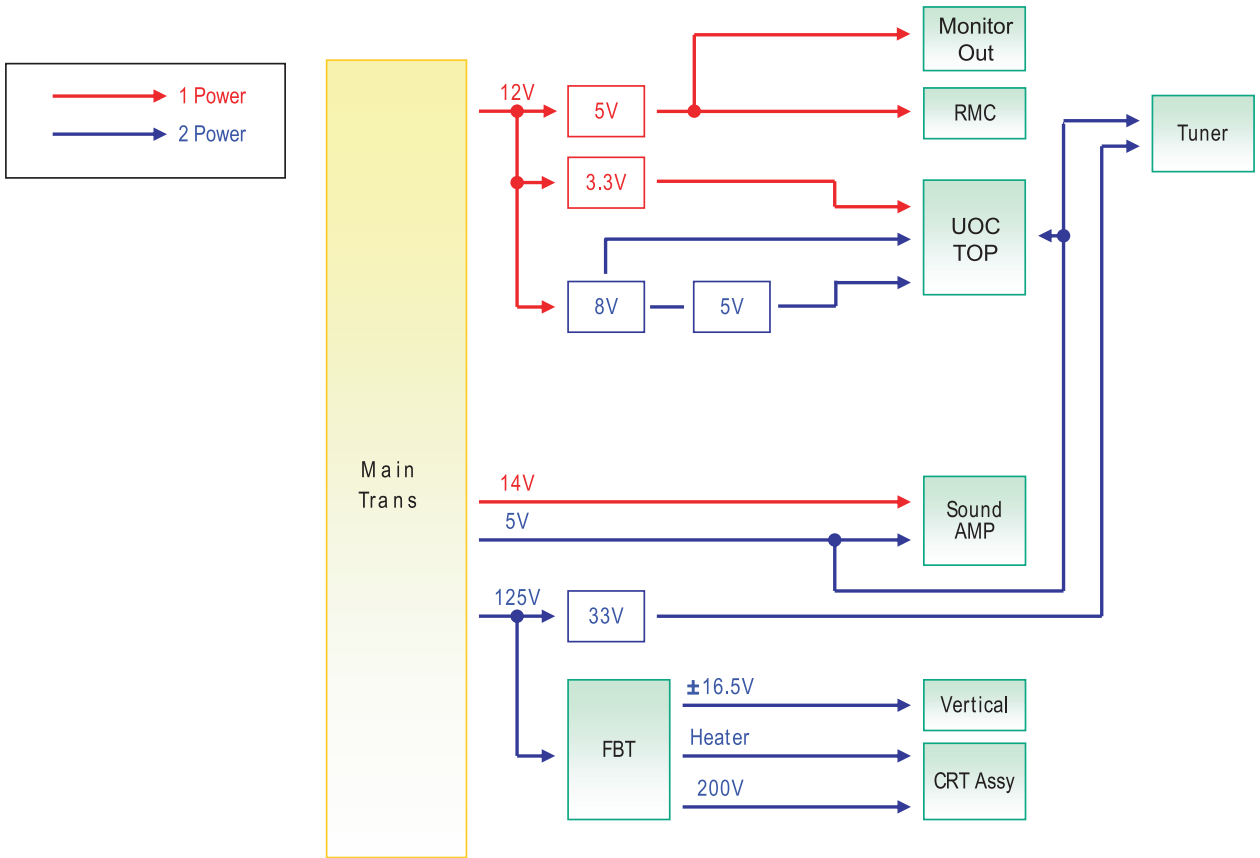 1 Power
2 Power
Main
Trans
12V
5V
3.3V
8V
5V
Monitor
Out
RMC
UOC
TOP
Tuner
14V
5V
Sound
AMP
125V
33V
FBT
±16.5V
Heater
200V
Vertical
CRT Assy